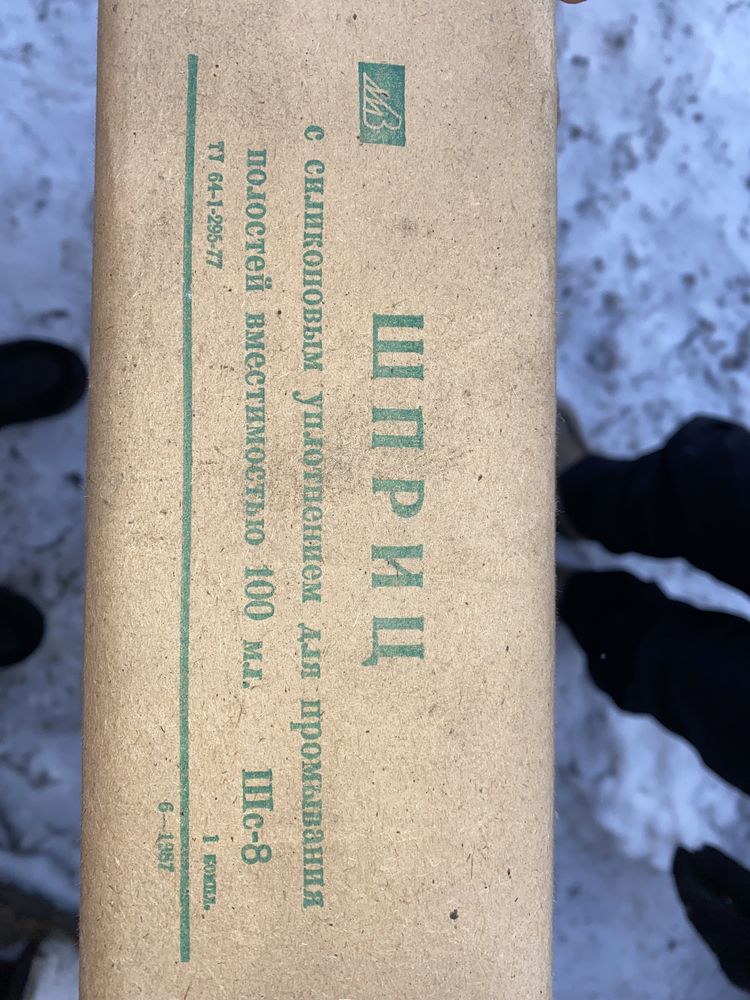 ШПРИЦ
с силиконовым уплотнением для промывания
полостей вместимостью 100 мл, Шс-8
ТУ 64-1-295-77
1 компл.
6—1987